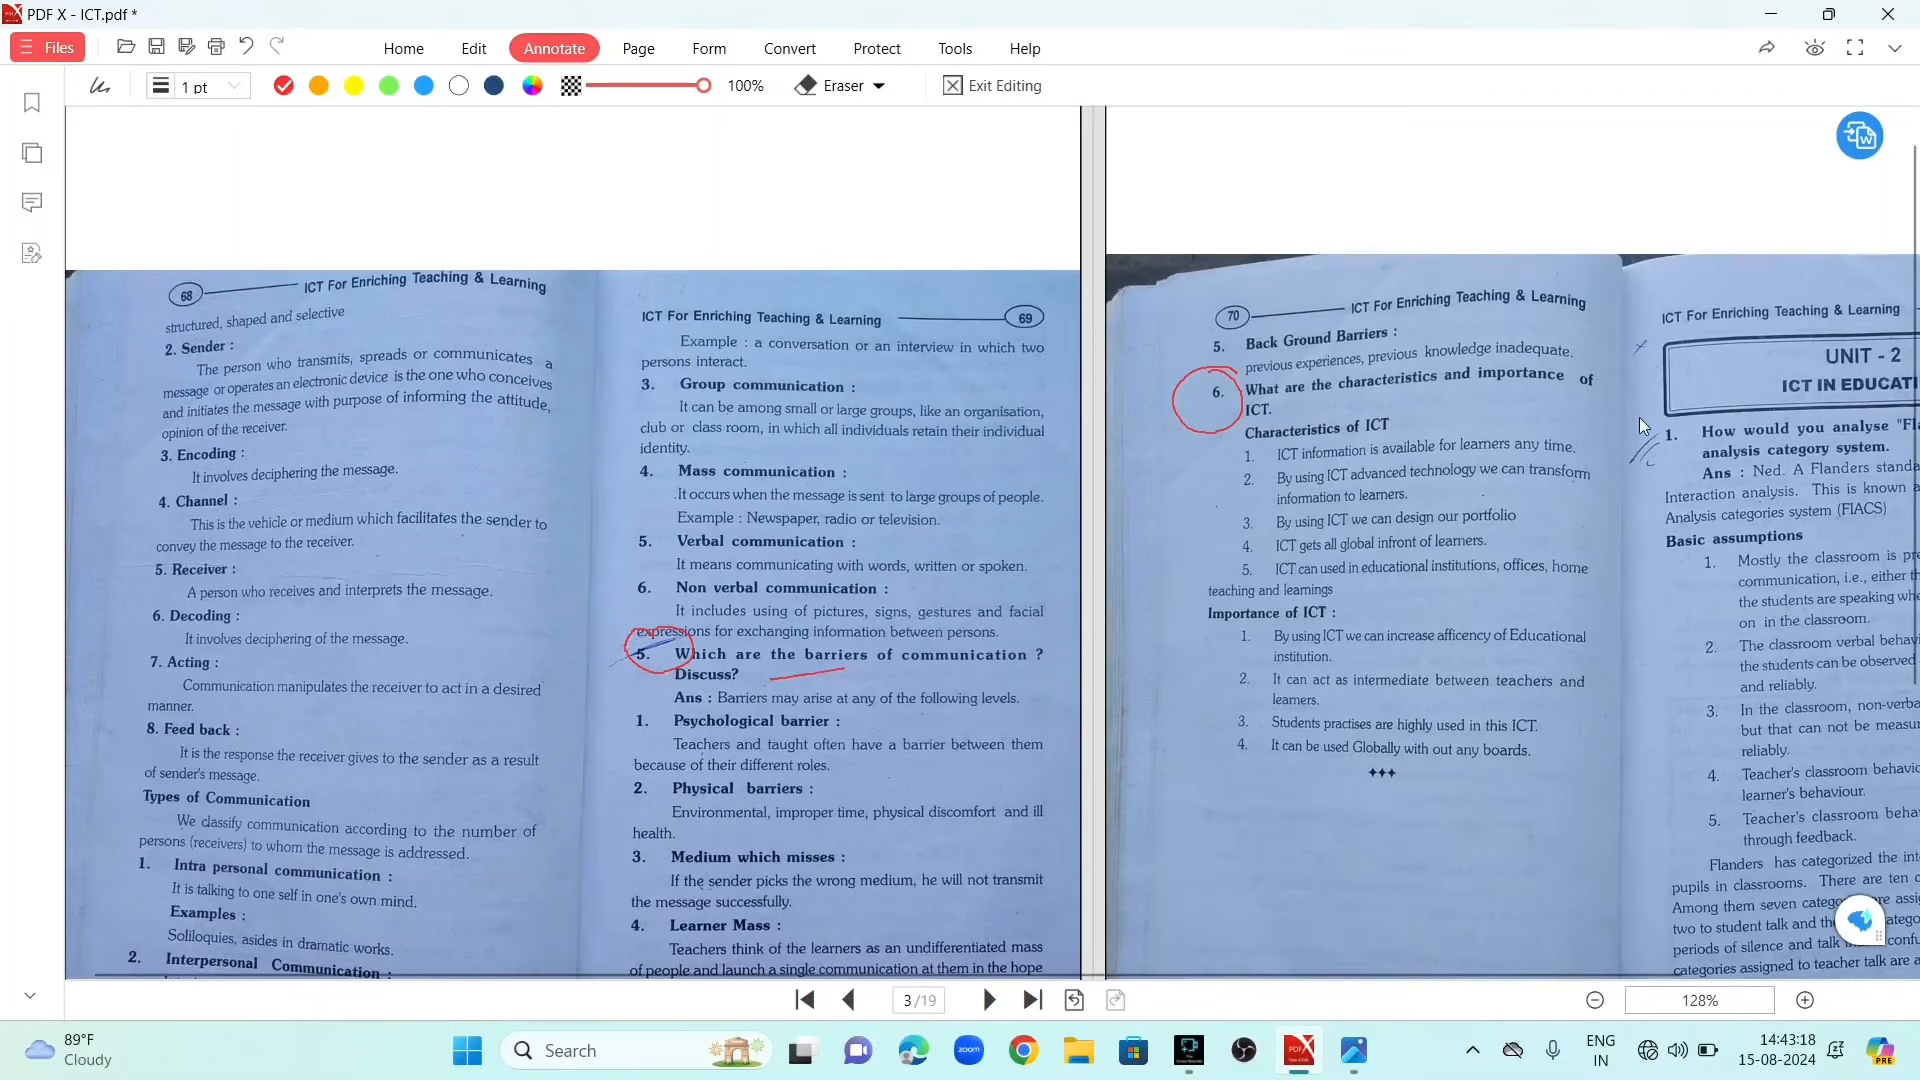 PDF X - ICT.pdf *
Files
Home
Edit
Annotate
Page
Form
Convert
Protect
Tools
Help
1 pt
100%
Eraser
Exit Editing
68
ICT For Enriching Teaching & Learning
structured, shaped and selective
2. Sender :
The person who transmits, spreads or communicates a
message or operates an electronic device is the one who conceives
and initiates the message with purpose of informing the attitude,
opinion of the receiver.
3. Encoding :
It involves deciphering the message.
4. Channel :
This is the vehicle or medium which facilitates the sender to
convey the message to the receiver.
5. Receiver :
A person who receives and interprets the message.
6. Decoding :
It involves deciphering of the message.
7. Acting :
Communication manipulates the receiver to act in a desired
manner.
8. Feed back :
It is the response the receiver gives to the sender as a result
of sender's message.
Types of Communication
We classify communication according to the number of
persons (receivers) to whom the message is addressed.
1. Intra personal communication :
It is talking to one self in one's own mind.
Examples :
Soliloquies, asides in dramatic works.
2. Interpersonal Communication :
ICT For Enriching Teaching & Learning
69
Example : a conversation or an interview in which two
persons interact.
3. Group communication :
It can be among small or large groups, like an organisation,
club or class room, in which all individuals retain their individual
identity.
4. Mass communication :
.It occurs when the message is sent to large groups of people.
Example : Newspaper, radio or television.
5. Verbal communication :
It means communicating with words, written or spoken.
6. Non verbal communication :
It includes using of pictures, signs, gestures and facial
expressions for exchanging information between persons.
5. Which are the barriers of communication ?
Discuss?
Ans : Barriers may arise at any of the following levels.
1. Psychological barrier :
Teachers and taught often have a barrier between them
because of their different roles.
2. Physical barriers :
Environmental, improper time, physical discomfort and ill
health.
3. Medium which misses :
If the sender picks the wrong medium, he will not transmit
the message successfully.
4. Learner Mass :
Teachers think of the learners as an undifferentiated mass
of people and launch a single communication at them in the hope
70
ICT For Enriching Teaching & Learning
5. Back Ground Barriers :
previous experiences, previous knowledge inadequate.
6. What are the characteristics and importance of
ICT.
Characteristics of ICT
1. ICT information is available for learners any time.
2. By using ICT advanced technology we can transform
information to learners.
3. By using ICT we can design our portfolio
4. ICT gets all global infront of learners.
5. ICT can used in educational institutions, offices, home
teaching and learnings
Importance of ICT :
1. By using ICT we can increase afficency of Educational
institution.
2. It can act as intermediate between teachers and
learners.
3. Students practises are highly used in this ICT.
4. It can be used Globally with out any boards.
ICT For Enriching Teaching & Learning
UNIT - 2
ICT IN EDUCATI
1. How would you analyse "Fla
analysis category system.
Ans : Ned. A Flanders standa
Interaction analysis. This is known a
Analysis categories system (FIACS)
Basic assumptions
1. Mostly the classroom is pre
communication, i.e., either th
the students are speaking whe
on in the classroom.
2. The classroom verbal behavi
the students can be observed
and reliably.
3. In the classroom, non-verba
but that can not be measu
reliably.
4. Teacher's classroom behavio
learner's behaviour.
5. Teacher's classroom beha
through feedback.
Flanders has categorized the int
pupils in classrooms. There are ten c
Among them seven catego re assig
two to student talk and the catego
periods of silence and talk confu
categories assigned to teacher talk are a
3 /19
128%
89°F
Cloudy
Search
zoom
ENG
IN
14:43:18
15-08-2024
PRE